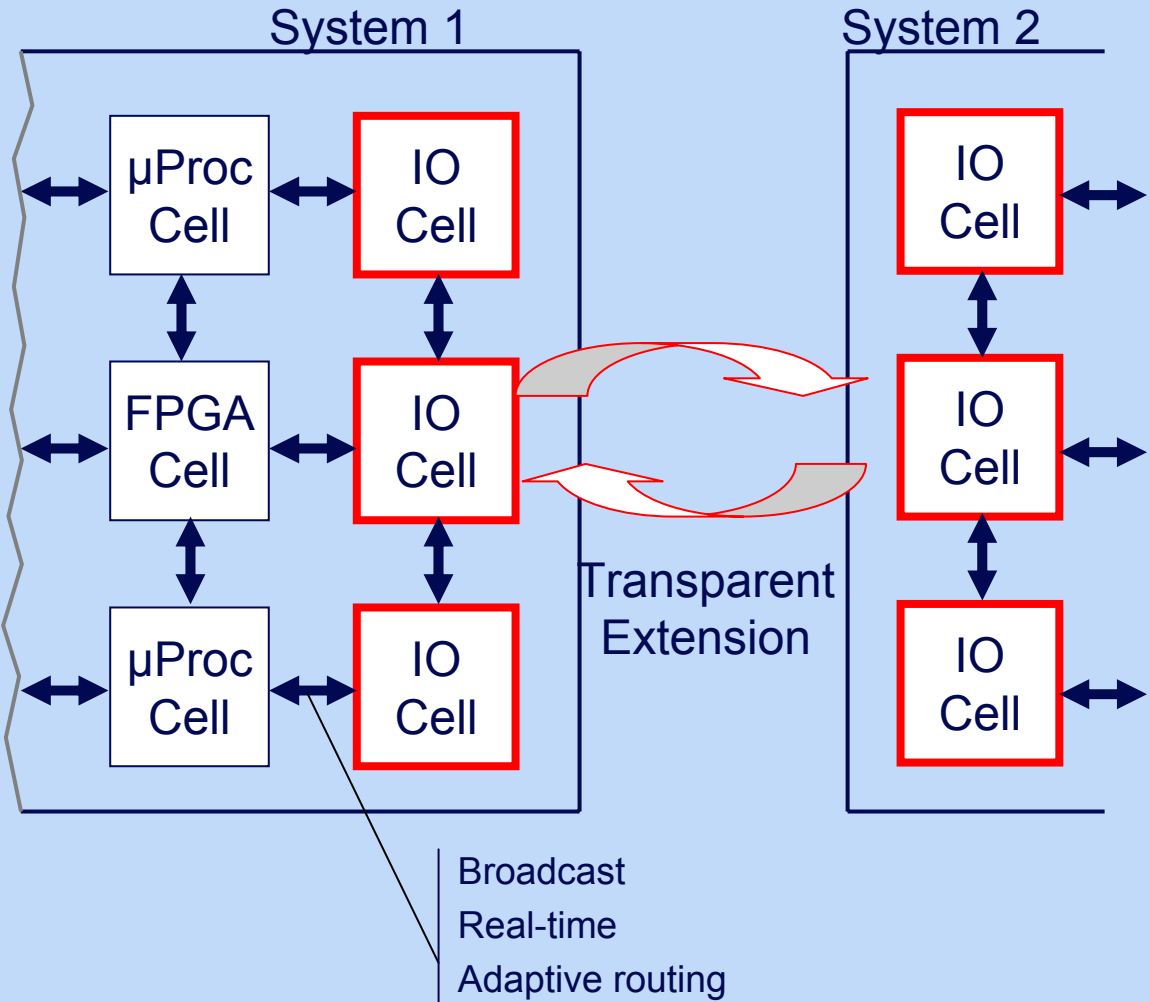 System 1
System 2
µProc
Cell
IO
Cell
IO
Cell
FPGA
Cell
IO
Cell
IO
Cell
Transparent
Extension
µProc
Cell
IO
Cell
IO
Cell
Broadcast
Real-time
Adaptive routing